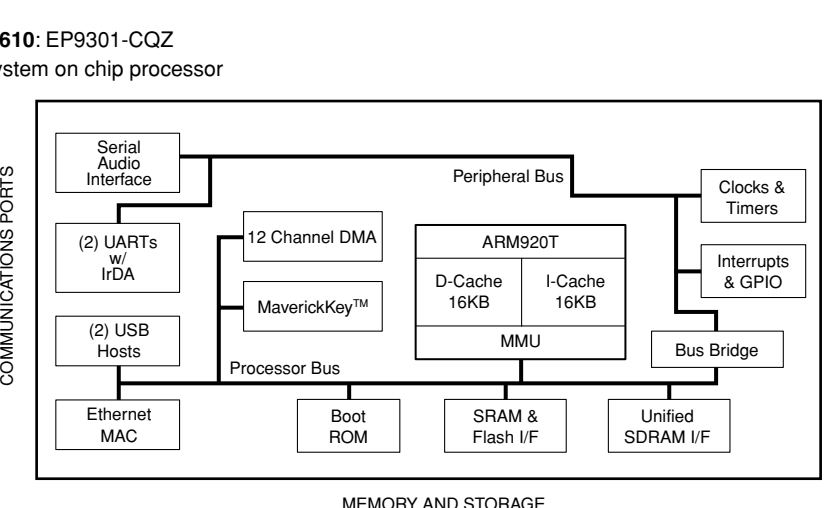 610: EP9301-CQZ
ystem on chip processor
COMMUNICATIONS PORTS
Serial
Audio
Interface
Peripheral Bus
Clocks &
Timers
(2) UARTs
w/
IrDA
12 Channel DMA
ARM920T
D-Cache
16KB
I-Cache
16KB
MMU
Interrupts
& GPIO
MaverickKey™
(2) USB
Hosts
Bus Bridge
Processor Bus
Ethernet
MAC
Boot
ROM
SRAM &
Flash I/F
Unified
SDRAM I/F
MEMORY AND STORAGE